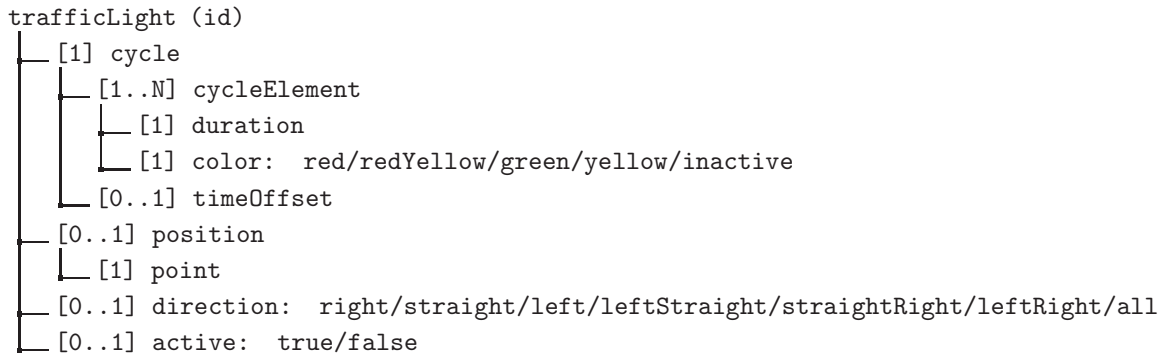 trafficLight (id)
[1] cycle
[1..N] cycleElement
[1] duration
[1] color: red/redYellow/green/yellow/inactive
[0..1] timeOffset
[0..1] position
[1] point
[0..1] direction: right/straight/left/leftStraight/straightRight/leftRight/all
[0..1] active: true/false